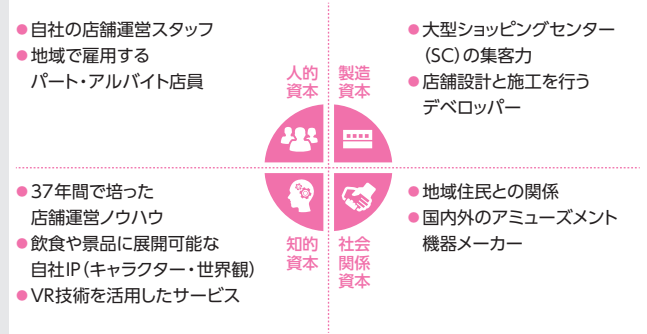 ●自社の店舗運営スタッフ
●地域で雇用する
パート・アルバイト店員
人的
資本
製造
資本
●大型ショッピングセンター
（SC）の集客力
●店舗設計と施工を行う
デベロッパー
●37年間で培った
店舗運営ノウハウ
●飲食や景品に展開可能な
自社IP（キャラクター・世界観）
●VR技術を活用したサービス
知的
資本
社会
関係
資本
●地域住民との関係
●国内外のアミューズメント
機器メーカー